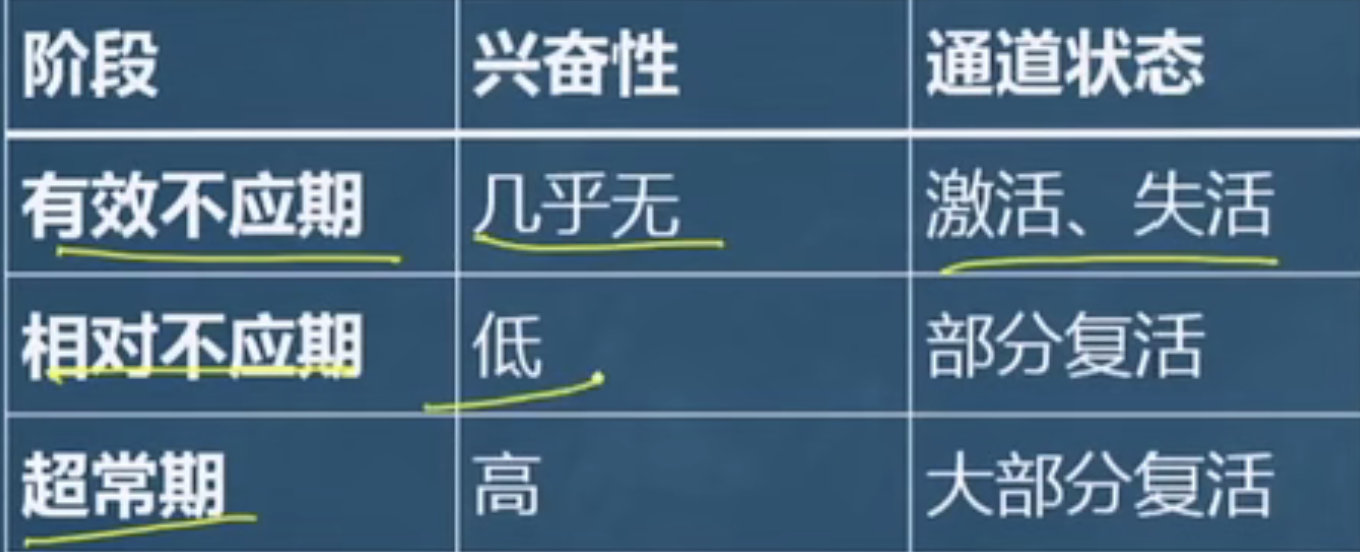 阶段 兴奋性 通道状态
有效不应期 几乎无 激活、失活
相对不应期 低 部分复活
超常期 高 大部分复活